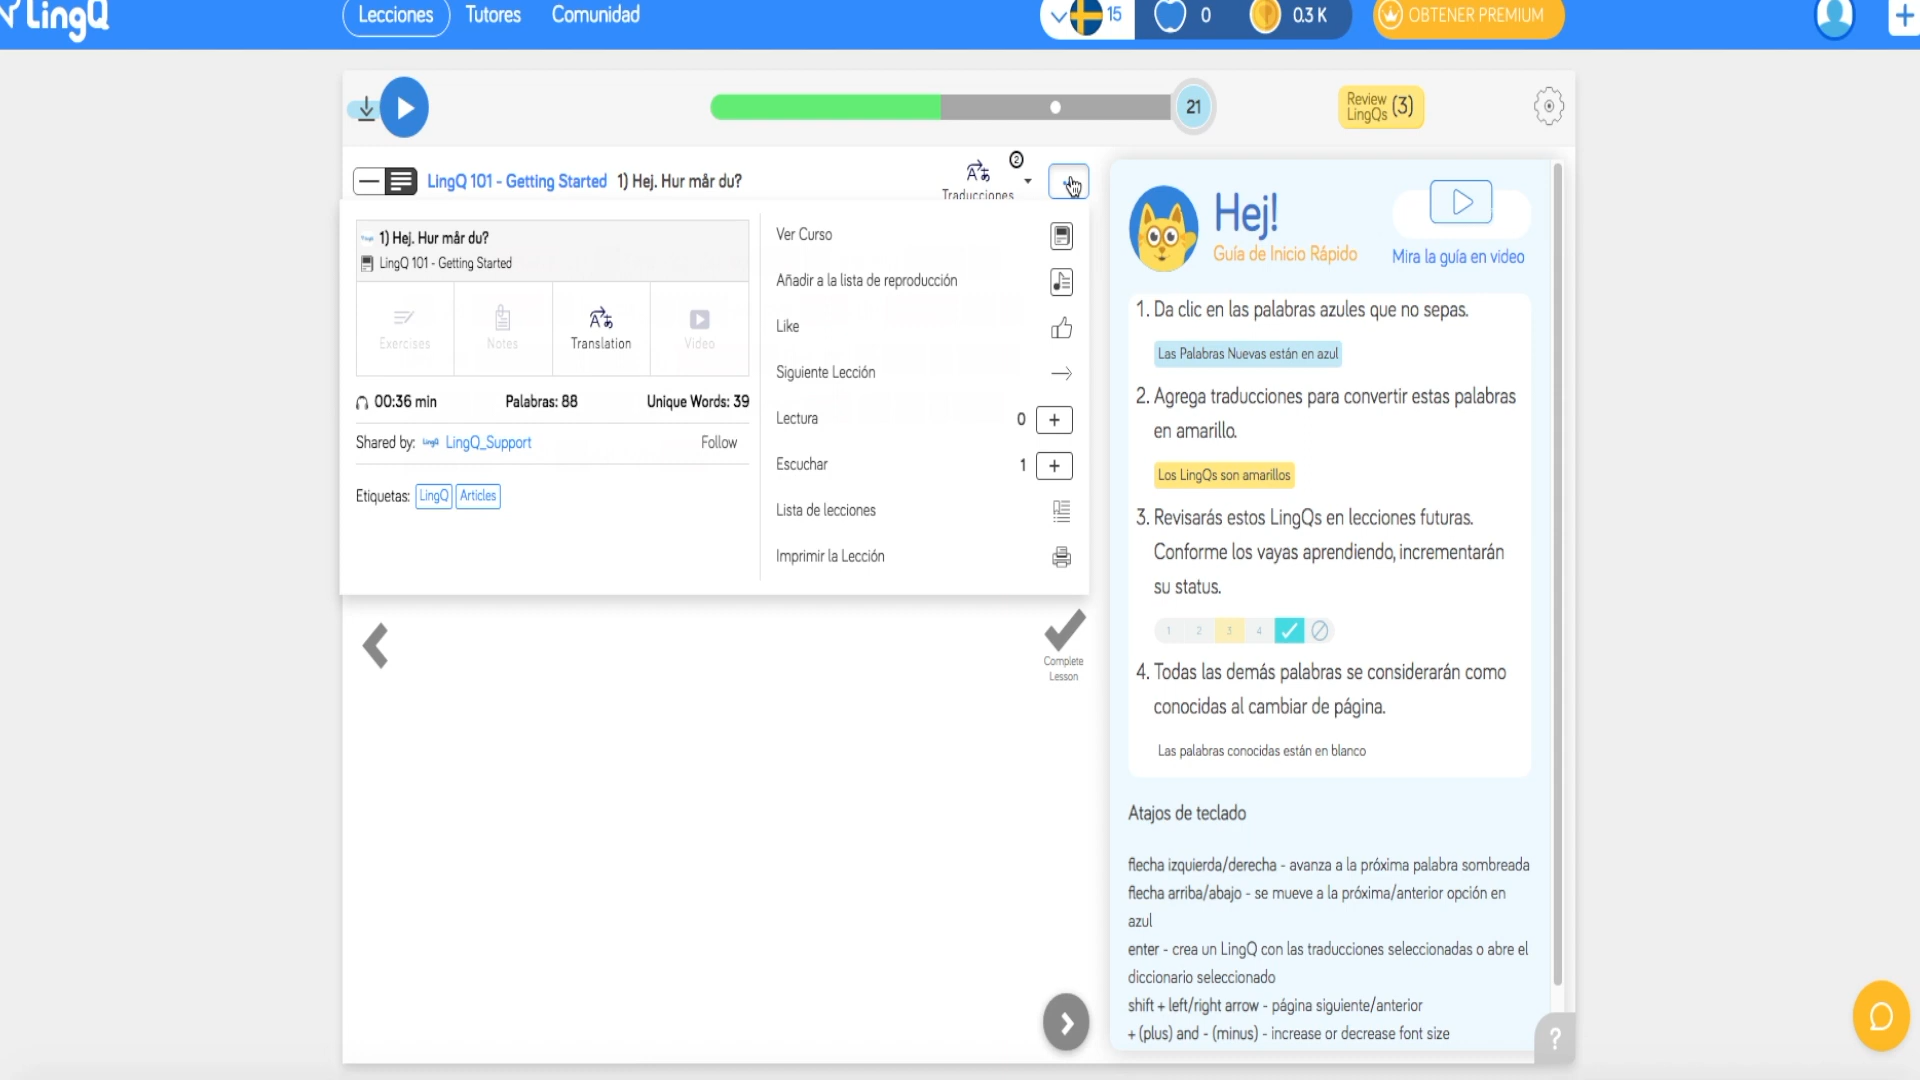 LingQ
Lecciones
Tutores
Comunidad
15
0
0.3 K
OBTENER PREMIUM
21
Review
LingQs (3)
LingQ 101 - Getting Started 1) Hej. Hur mår du?
2
Traducciones
1) Hej. Hur mår du?
LingQ 101 - Getting Started
Exercises
Notes
Translation
Video
00:36 min
Palabras: 88
Unique Words: 39
Shared by: LingQ LingQ_Support
Follow
Etiquetas: LingQ Articles
Ver Curso
Añadir a la lista de reproducción
Like
Siguiente Lección
Lectura 0 +
Escuchar 1 +
Lista de lecciones
Imprimir la Lección
Complete
Lesson
Hej!
Guía de Inicio Rápido
Mira la guía en video
1. Da clic en las palabras azules que no sepas.
Las Palabras Nuevas están en azul
2. Agrega traducciones para convertir estas palabras
en amarillo.
Los LingQs son amarillos
3. Revisarás estos LingQs en lecciones futuras.
Conforme los vayas aprendiendo, incrementarán
su status.
1 2 3 4
4. Todas las demás palabras se considerarán como
conocidas al cambiar de página.
Las palabras conocidas están en blanco
Atajos de teclado
flecha izquierda/derecha - avanza a la próxima palabra sombreada
flecha arriba/abajo - se mueve a la próxima/anterior opción en
azul
enter - crea un LingQ con las traducciones seleccionadas o abre el
diccionario seleccionado
shift + left/right arrow - página siguiente/anterior
+ (plus) and - (minus) - increase or decrease font size
?